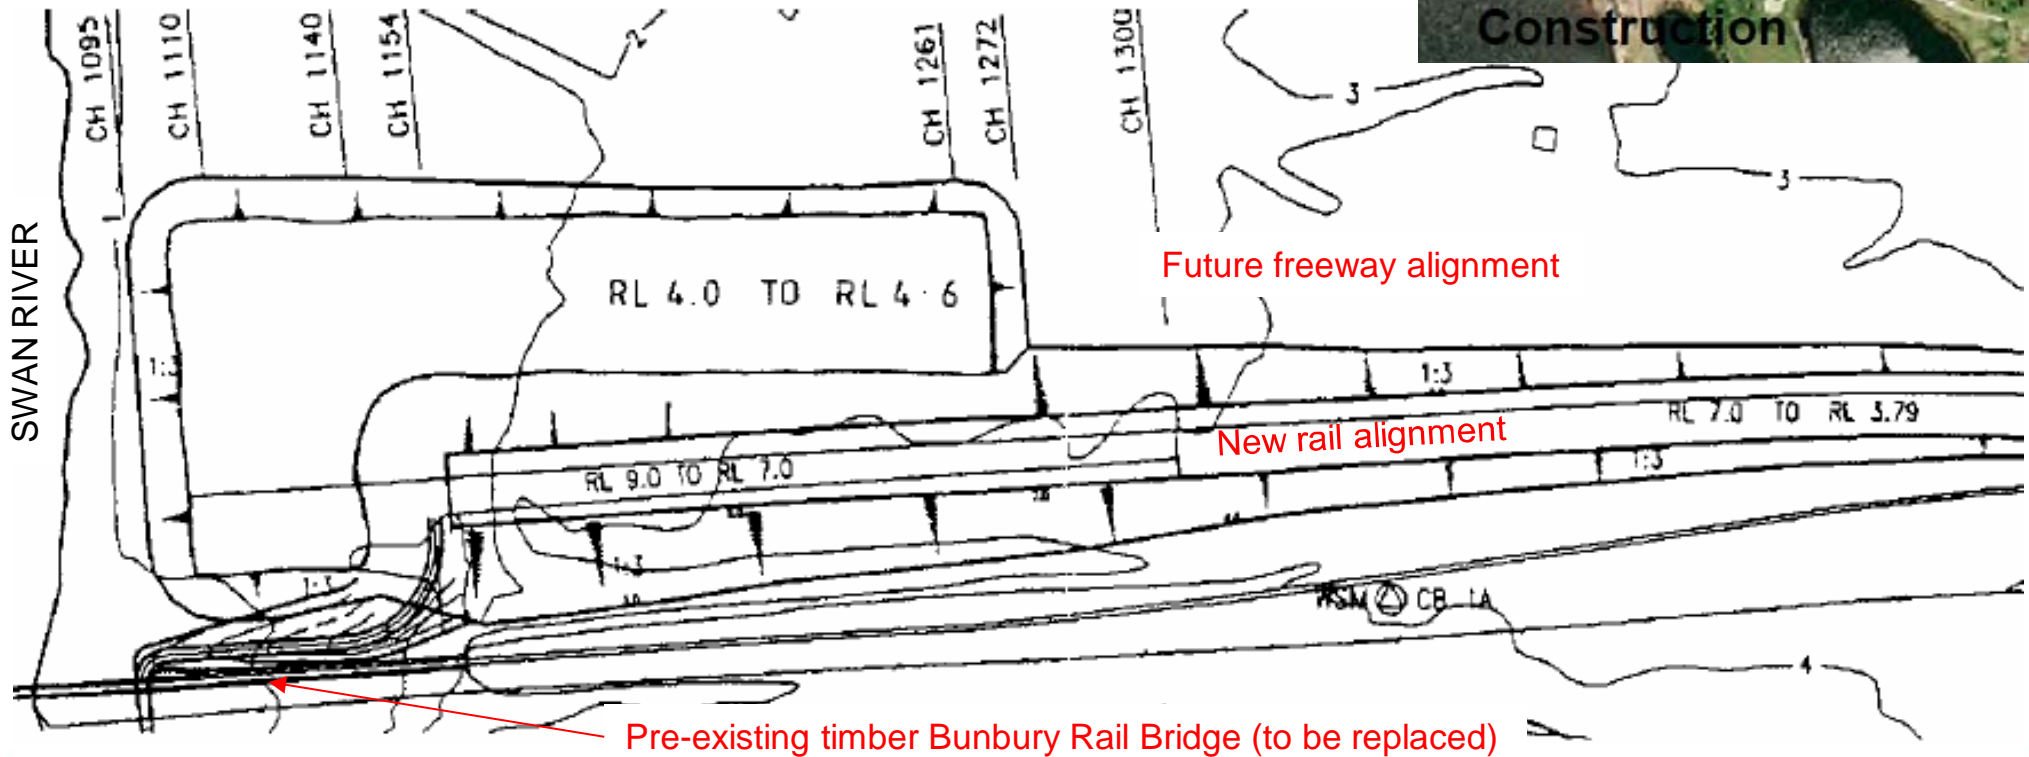 Construction
CH 1095
CH 1110
CH 1140
CH 1154
CH 1261
CH 1272
CH 1300
2
3
3
SWAN RIVER
RL 4.0 TO RL 4.6
Future freeway alignment
1:3
1:3
RL 7.0 TO RL 3.79
New rail alignment
1:3
RL 9.0 TO RL 7.0
1:3
1:3
WSM CB 1A
4
Pre-existing timber Bunbury Rail Bridge (to be replaced)